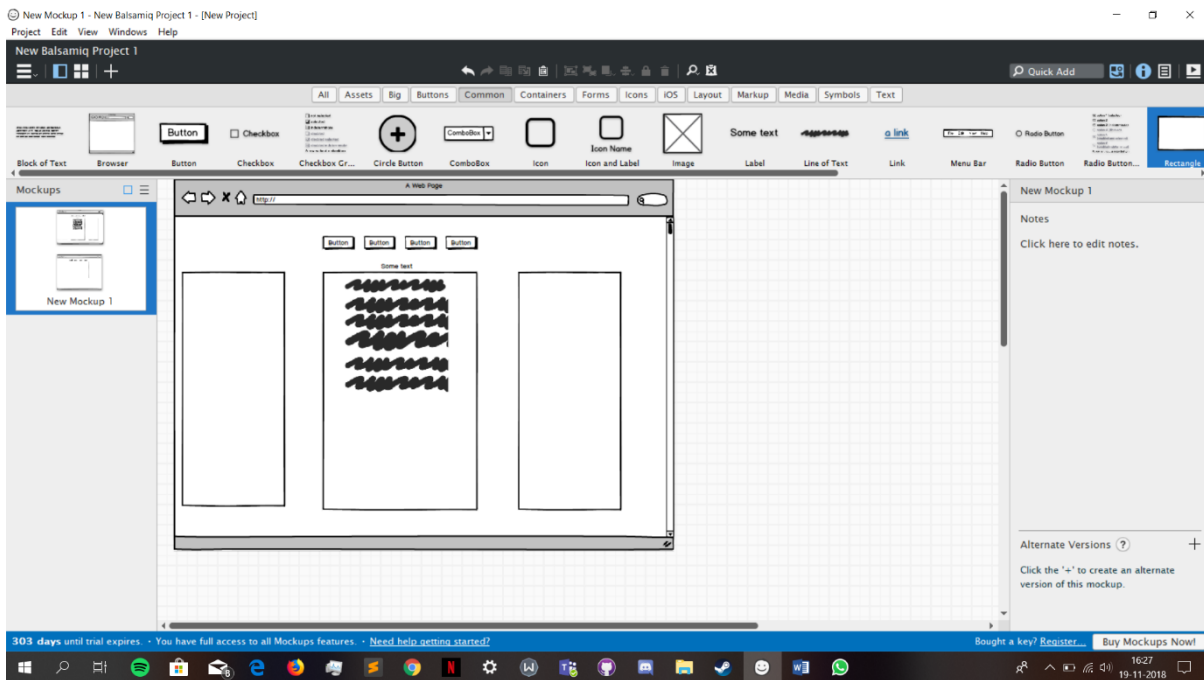 New Mockup 1 - New Balsamiq Project 1 - [New Project]
Project Edit View Windows Help
New Balsamiq Project 1
Quick Add
All Assets Big Buttons Common Containers Forms Icons iOS Layout Markup Media Symbols Text
Button Checkbox ComboBox Icon Name Some text a link Radio Button
Block of Text Browser Button Checkbox Checkbox Gr... Circle Button ComboBox Icon Icon and Label Image Label Line of Text Link Menu Bar Radio Button Radio Button... Rectangle
Mockups
New Mockup 1
A Web Page
http://
Button Button Button Button
Some text
New Mockup 1
Notes
Click here to edit notes.
Alternate Versions ?
Click the '+' to create an alternate
version of this mockup.
303 days until trial expires. • You have full access to all Mockups features. • Need help getting started?
Bought a key? Register... Buy Mockups Now!
16:27
19-11-2018